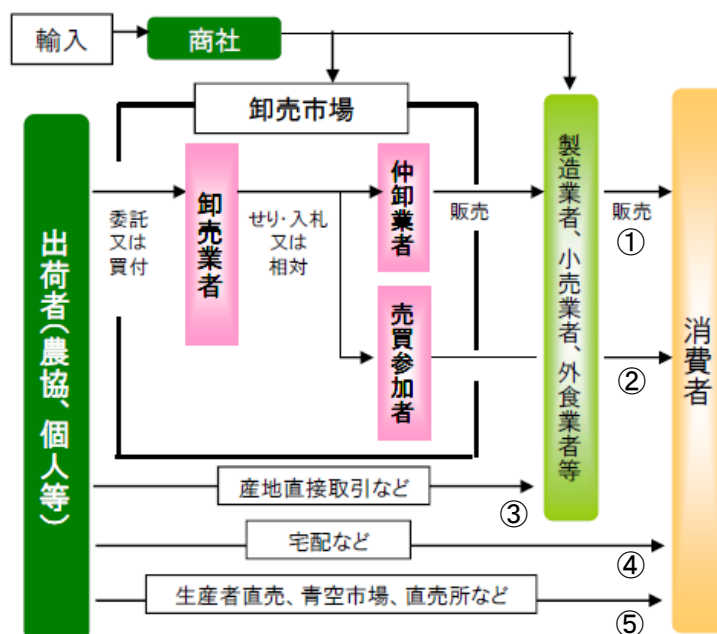 輸入
商社
卸売市場
出荷者(農協、個人等)
委託
又は
買付
卸売業者
せり・入札
又は
相対
仲卸業者
販売
売買参加者
製造業者、小売業者、外食業者等
販売
①
②
消費者
産地直接取引など
③
宅配など
④
生産者直売、青空市場、直売所など
⑤